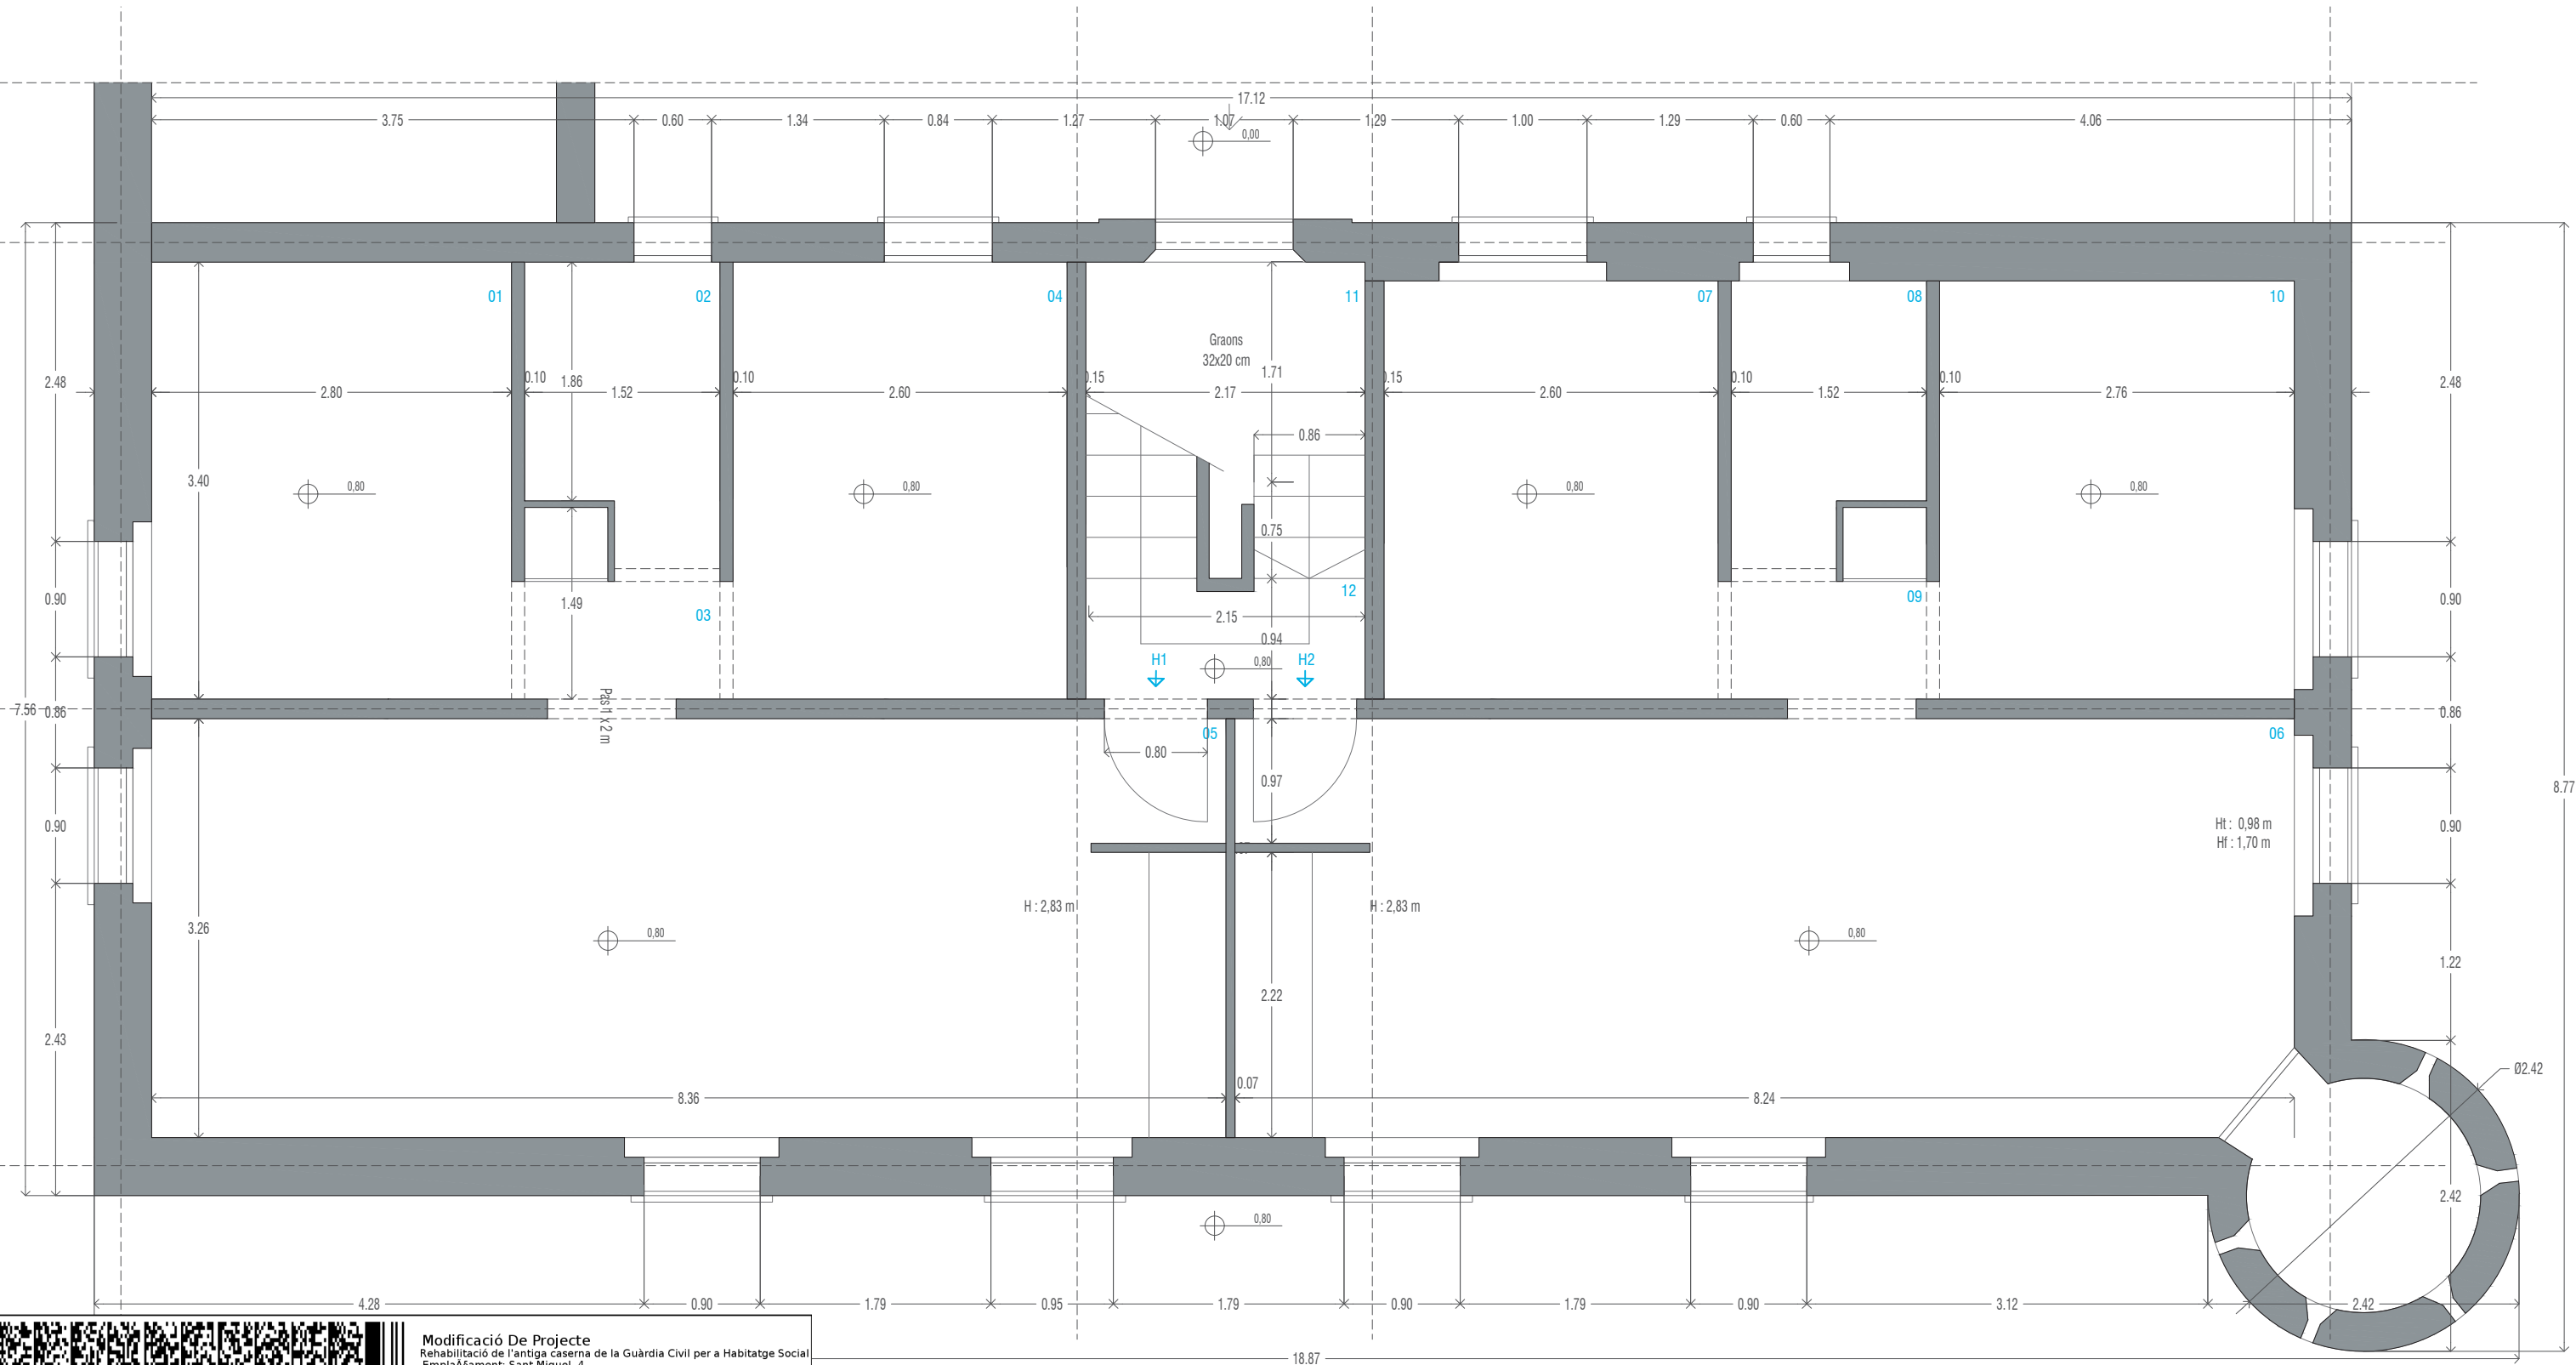 17.12
3.75 0.60 1.34 0.84 1.27 1.07 1.29 1.00 1.29 0.60 4.06
0,00
01 02 04 11 07 08 10
Graons
32x20 cm
1.71
2.48 2.80 0.10 1.86 1.52 0.10 2.60 0.15 2.17 0.15 2.60 0.10 1.52 0.10 2.76 2.48
0.86
3.40 0,80 0,80 0,80 0,80
0.75
0.90 1.49 12 09 0.90
03 2.15
0.94
H1 0,80 H2
Pas 1 x 2 m
7.56 0.86 0.86
05 06
0.80
0.97 8.77
0.90 Ht : 0,98 m 0.90
Hf : 1,70 m
H : 2,83 m H : 2,83 m
3.26 0,80 0,80
1.22
2.22
2.43
Ø2.42
0.07
8.36 8.24
2.42
0,80
4.28 0.90 1.79 0.95 1.79 0.90 1.79 0.90 3.12 2.42
Modificació De Projecte
Rehabilitació de l'antiga caserna de la Guàrdia Civil per a Habitatge Social
18.87